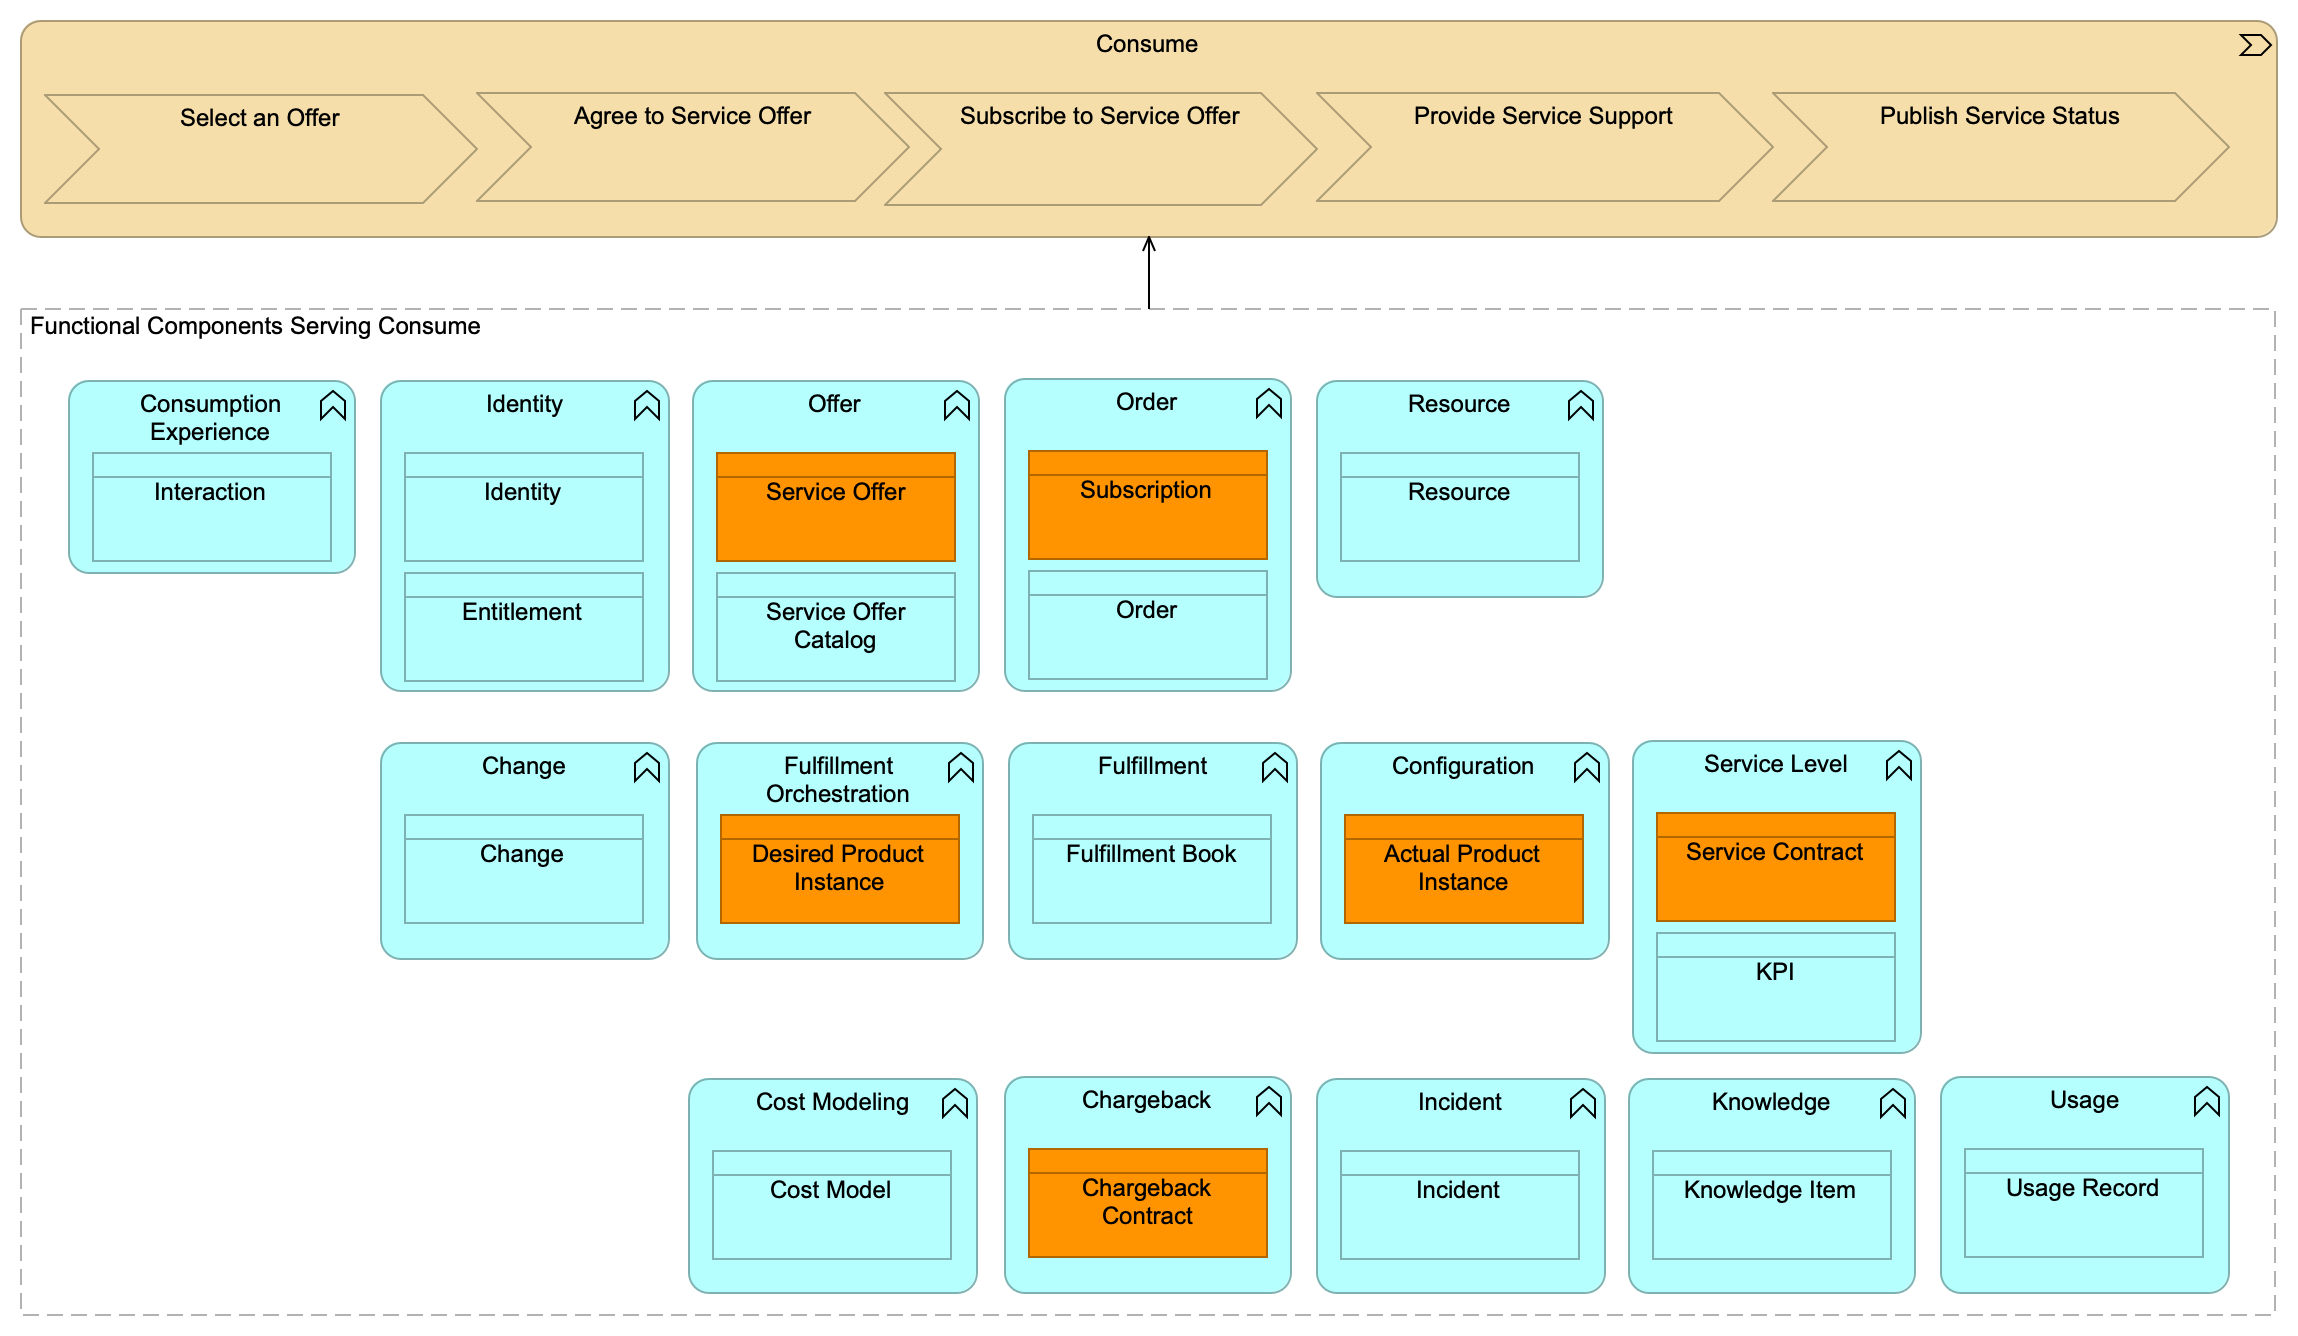 Consume
Select an Offer
Agree to Service Offer
Subscribe to Service Offer
Provide Service Support
Publish Service Status
Functional Components Serving Consume
Consumption
Experience
Interaction
Identity
Identity
Entitlement
Offer
Service Offer
Service Offer
Catalog
Order
Subscription
Order
Resource
Resource
Change
Change
Fulfillment
Orchestration
Desired Product
Instance
Fulfillment
Fulfillment Book
Configuration
Actual Product
Instance
Service Level
Service Contract
KPI
Cost Modeling
Cost Model
Chargeback
Chargeback
Contract
Incident
Incident
Knowledge
Knowledge Item
Usage
Usage Record